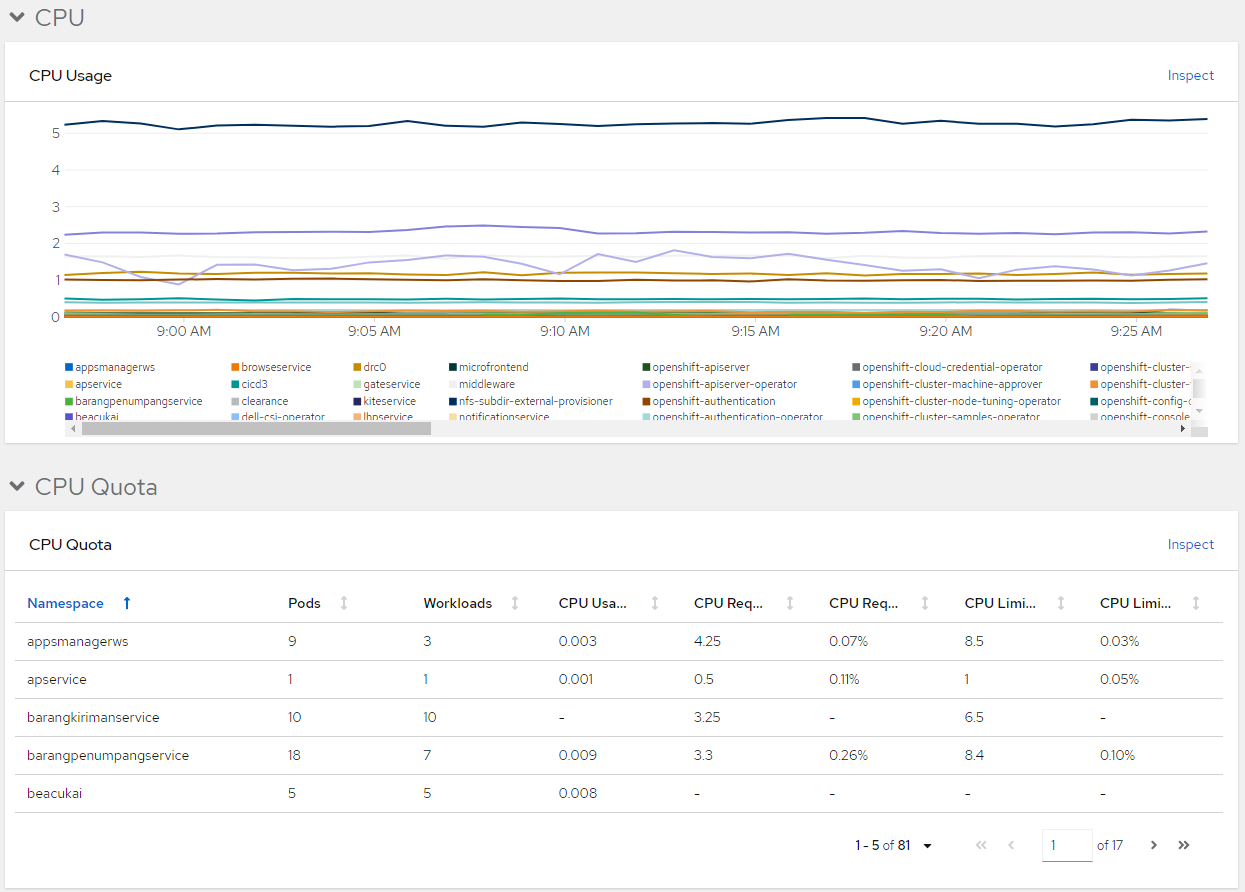 CPU
CPU Usage Inspect
5
4
3
2
1
0
9:00 AM 9:05 AM 9:10 AM 9:15 AM 9:20 AM 9:25 AM
appsmanagerws browseservice drc0 microfrontend openshift-apiserver openshift-cloud-credential-operator openshift-cluster-
apservice cicd3 gateservice middleware openshift-apiserver-operator openshift-cluster-machine-approver openshift-cluster-
barangpenumpangservice clearance kiteservice nfs-subdir-external-provisioner openshift-authentication openshift-cluster-node-tuning-operator openshift-config-
beacukai dell-csi-operator lhpservice notificationservice openshift-authentication-operator openshift-cluster-samples-operator openshift-console
CPU Quota
CPU Quota Inspect
Namespace Pods Workloads CPU Usa... CPU Req... CPU Req... CPU Limi... CPU Limi...
appsmanagerws 9 3 0.003 4.25 0.07% 8.5 0.03%
apservice 1 1 0.001 0.5 0.11% 1 0.05%
barangkirimanservice 10 10 - 3.25 - 6.5 -
barangpenumpangservice 18 7 0.009 3.3 0.26% 8.4 0.10%
beacukai 5 5 0.008 - - - -
1 - 5 of 81 1 of 17